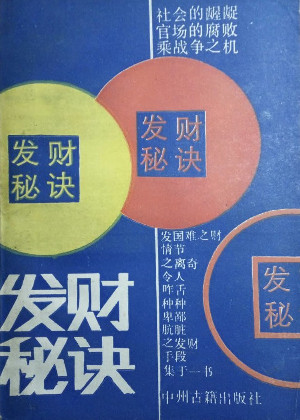 社会的龌龊
官场的腐败
乘战争之机
发财
秘诀
发财
秘诀
发国难之财
情节
之离奇
令人
咋舌
种种
卑鄙
肮脏
之发财
手段
集于一书
发
秘
发财
秘诀
中州古籍出版社